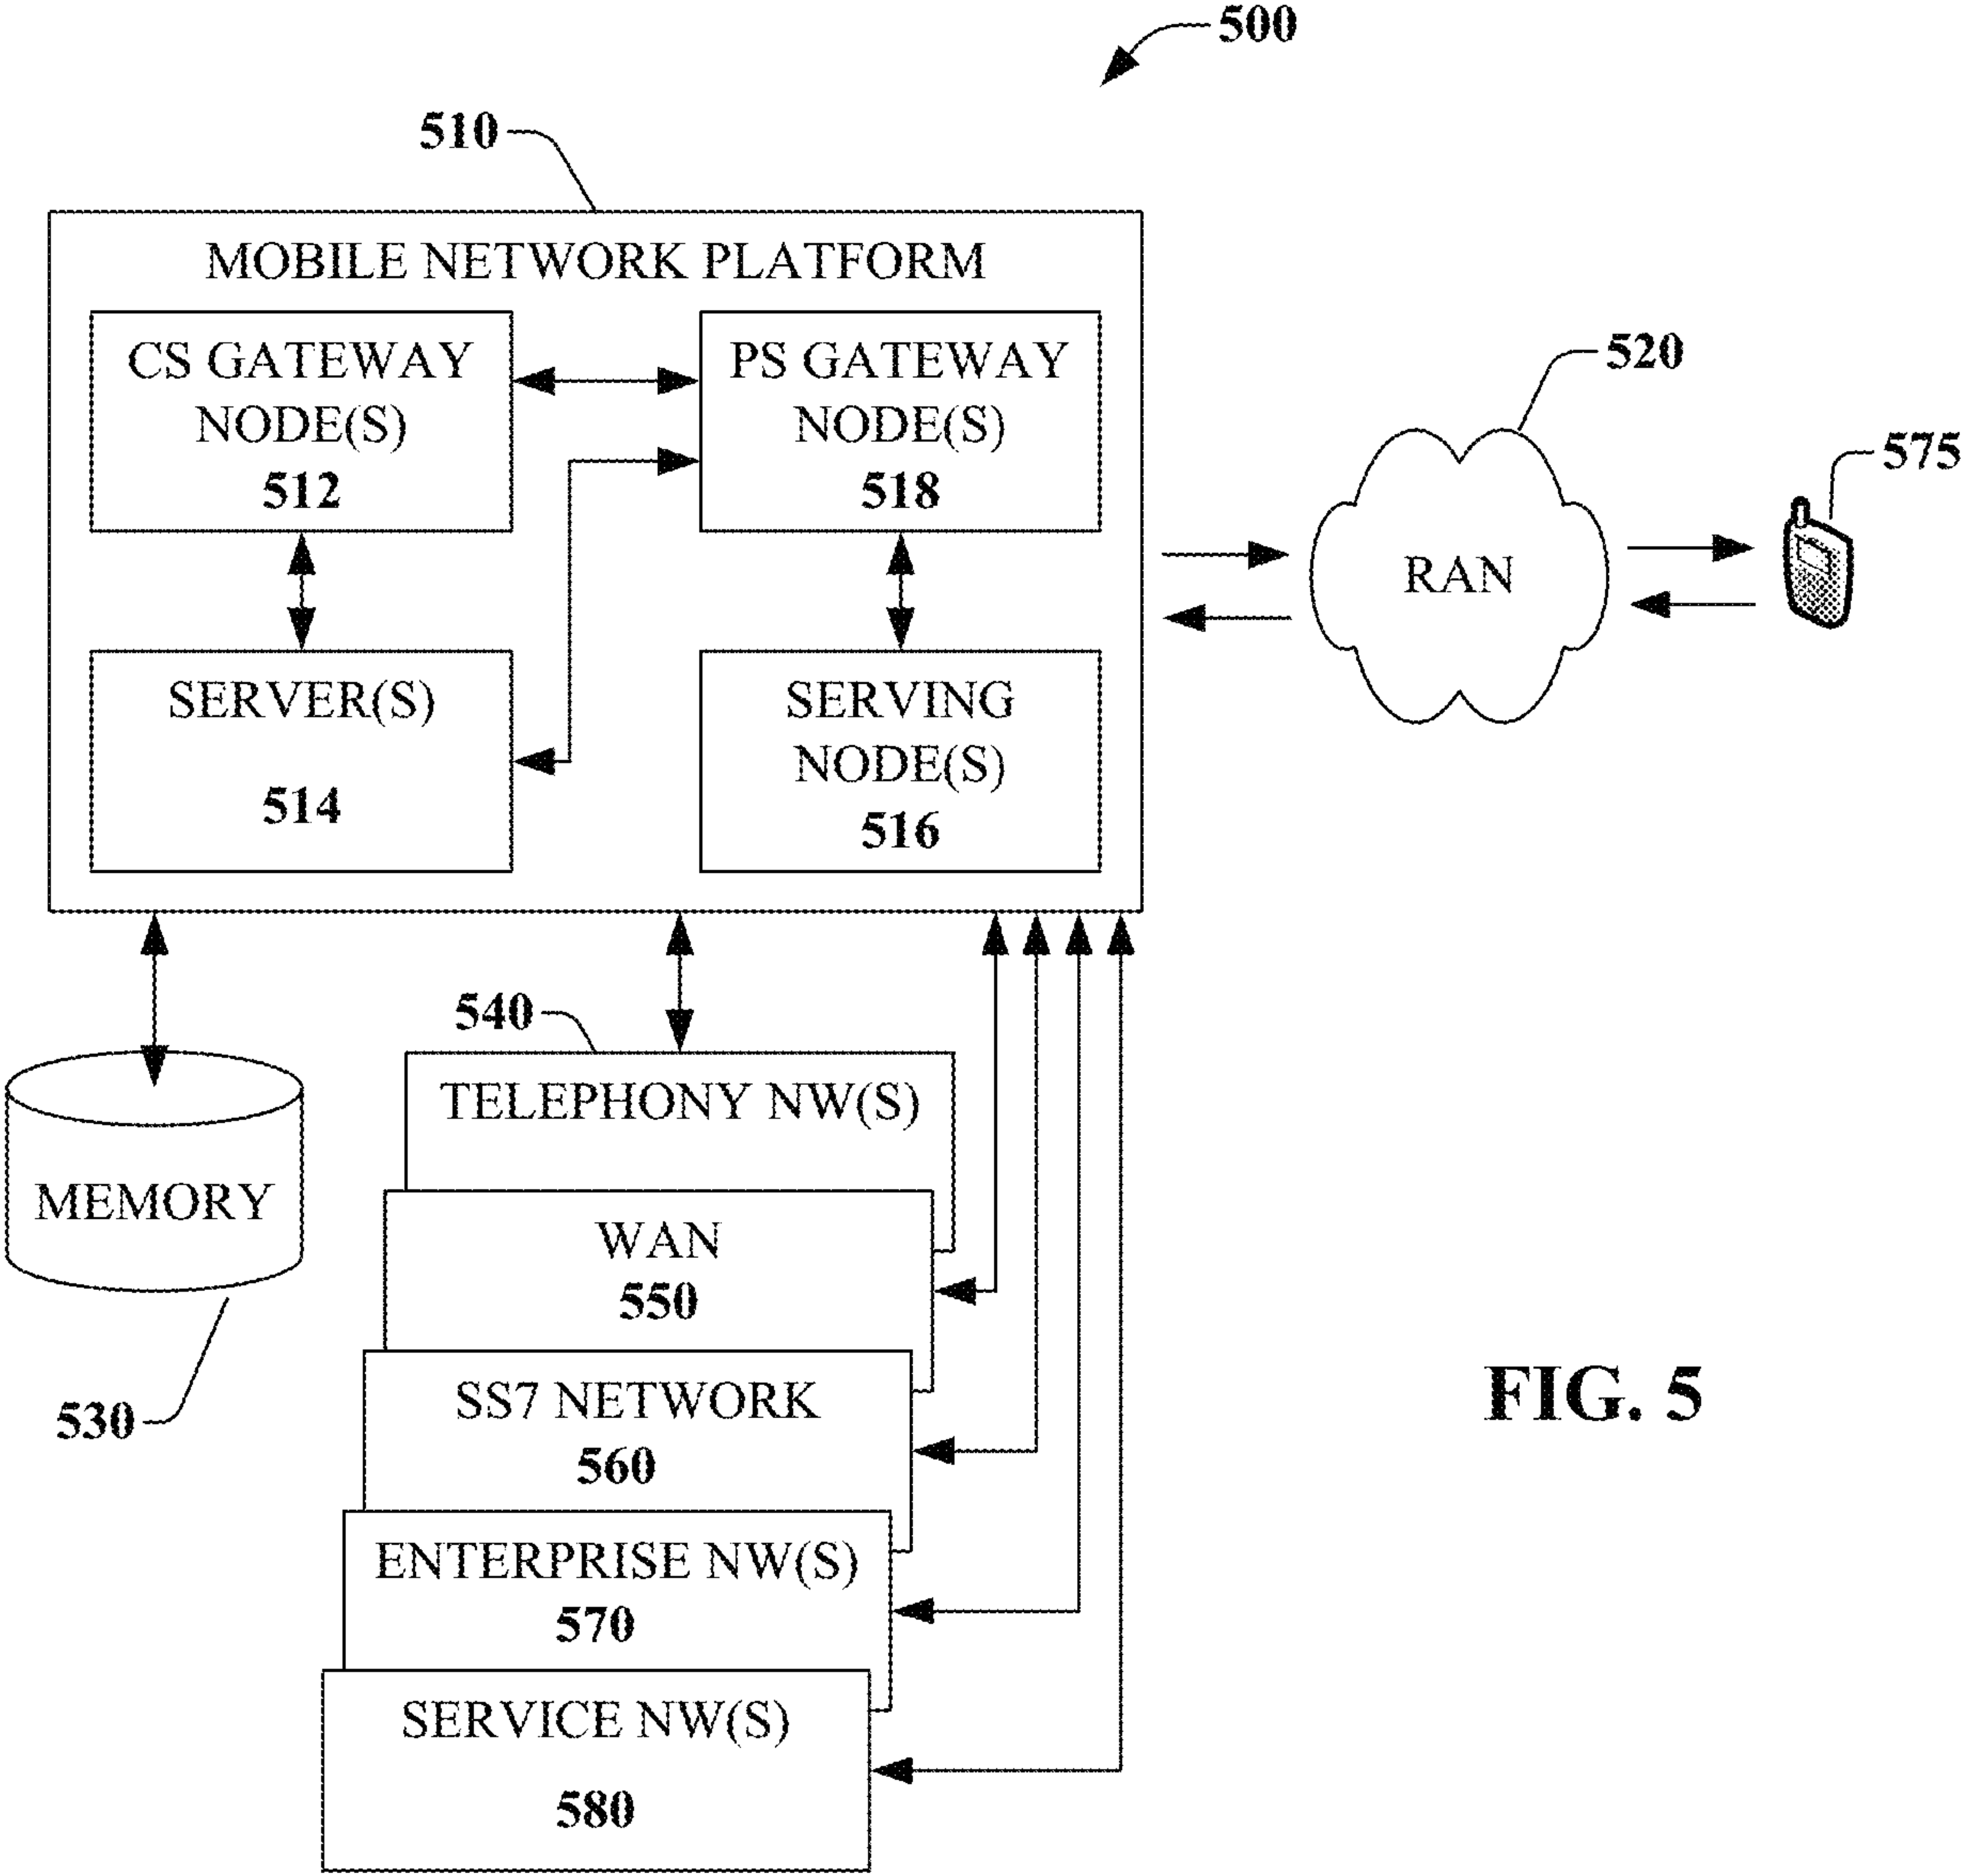 500
510
MOBILE NETWORK PLATFORM
CS GATEWAY
NODE(S)
512
PS GATEWAY
NODE(S)
518
SERVER(S)
514
SERVING
NODE(S)
516
520
RAN
575
540
TELEPHONY NW(S)
MEMORY
530
WAN
550
SS7 NETWORK
560
ENTERPRISE NW(S)
570
SERVICE NW(S)
580
FIG. 5